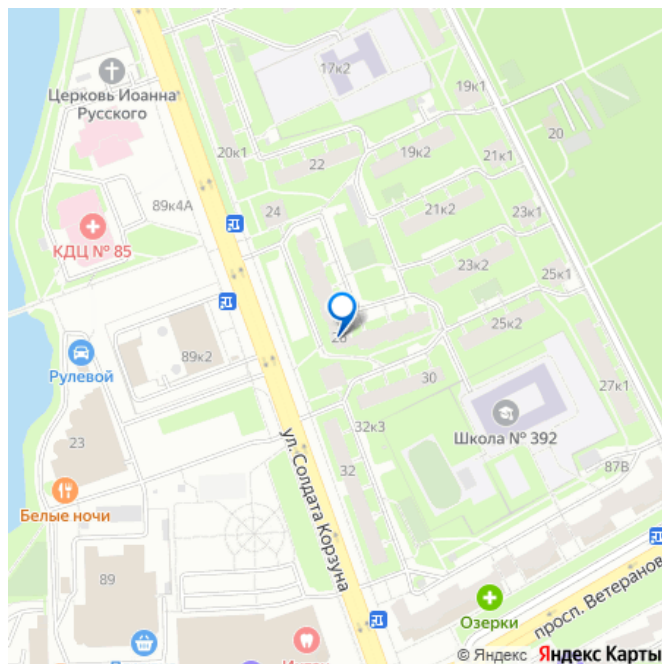 17к2
Церковь Иоанна
Русского
19к1
20
20к1
22
19к2
21к1
89к4А
24
21к2
23к1
КДЦ № 85
23к2
25к1
89к2
25к2
Рулевой
30
27к1
23
32к3
Школа № 392
ул. Солдата Корзуна
32
87В
Белые ночи
89
просп. Ветеранов
Озерки
© Яндекс Яндекс Карты